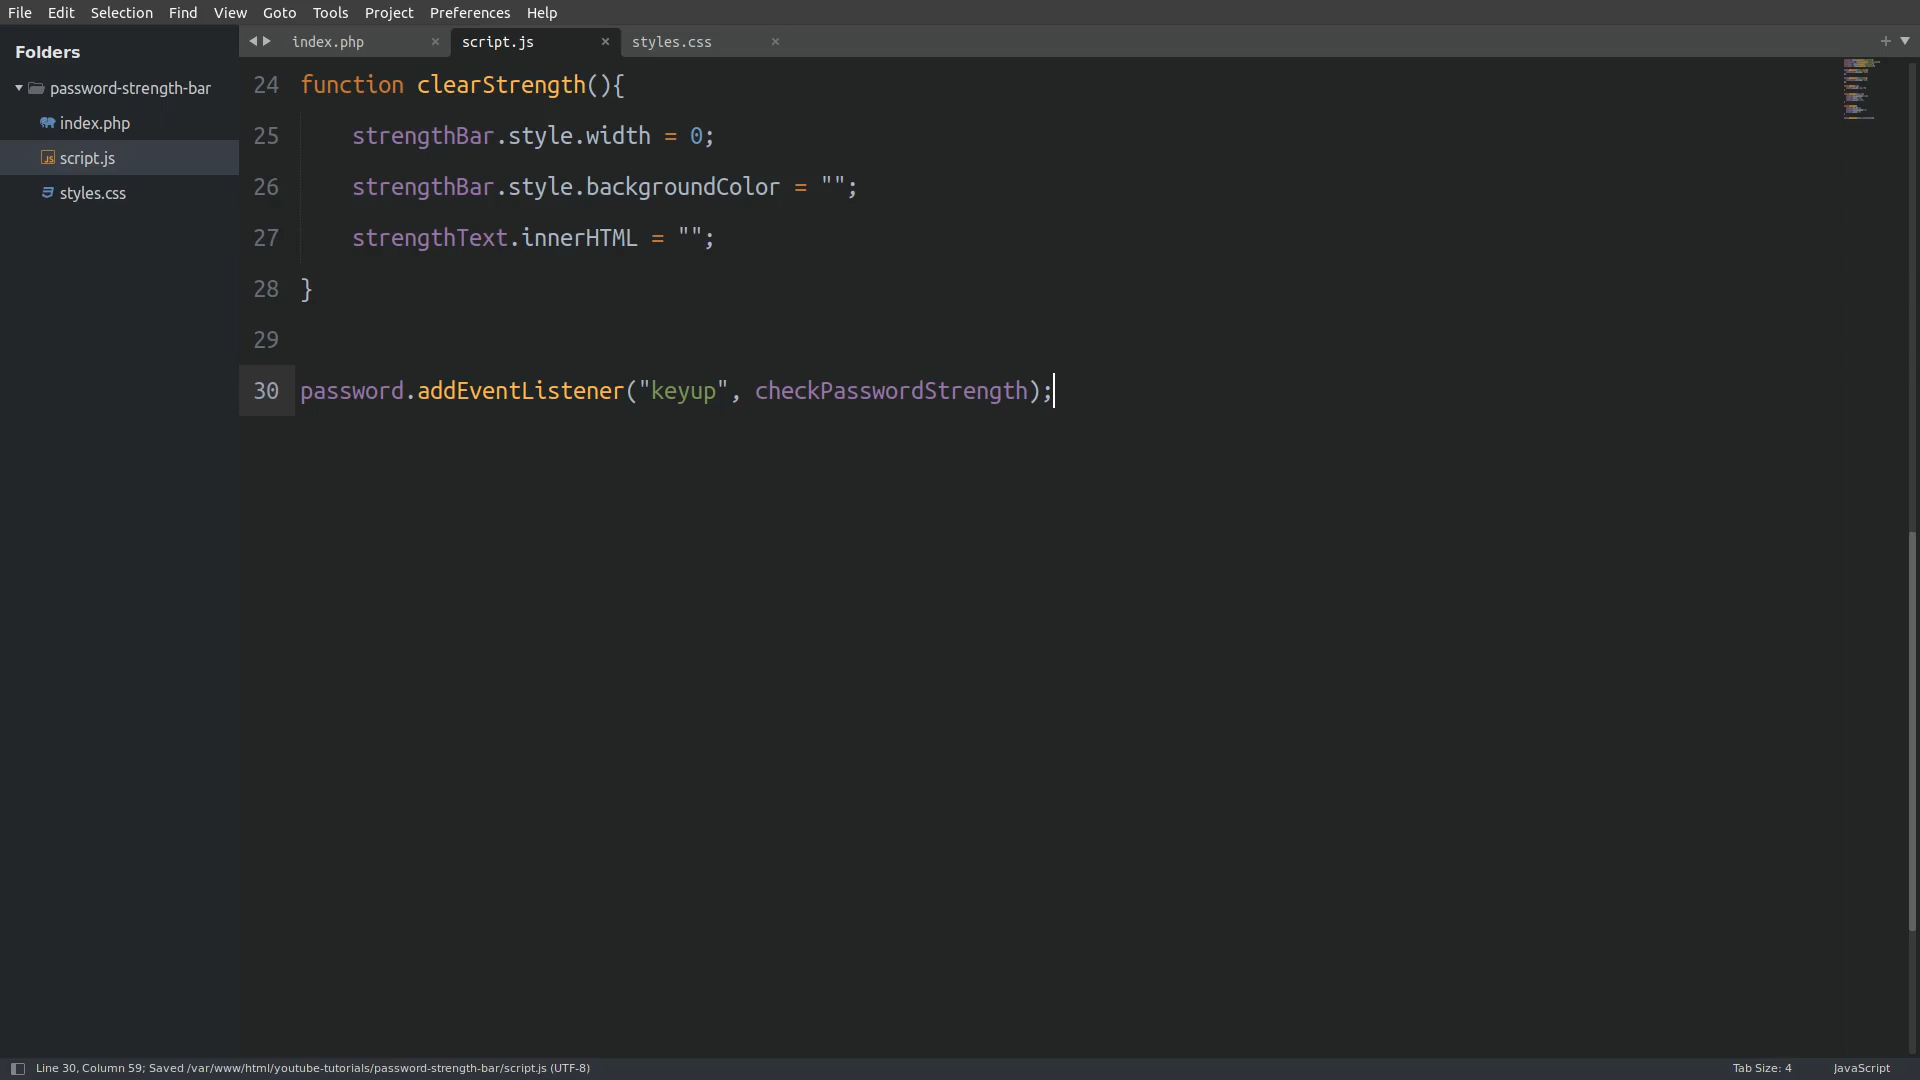 File Edit Selection Find View Goto Tools Project Preferences Help
Folders
password-strength-bar
index.php
script.js
styles.css
index.php × script.js × styles.css ×
24 function clearStrength(){
25     strengthBar.style.width = 0;
26     strengthBar.style.backgroundColor = "";
27     strengthText.innerHTML = "";
28 }
29
30 password.addEventListener("keyup", checkPasswordStrength);
Line 30, Column 59; Saved /var/www/html/youtube-tutorials/password-strength-bar/script.js (UTF-8) Tab Size: 4 JavaScript